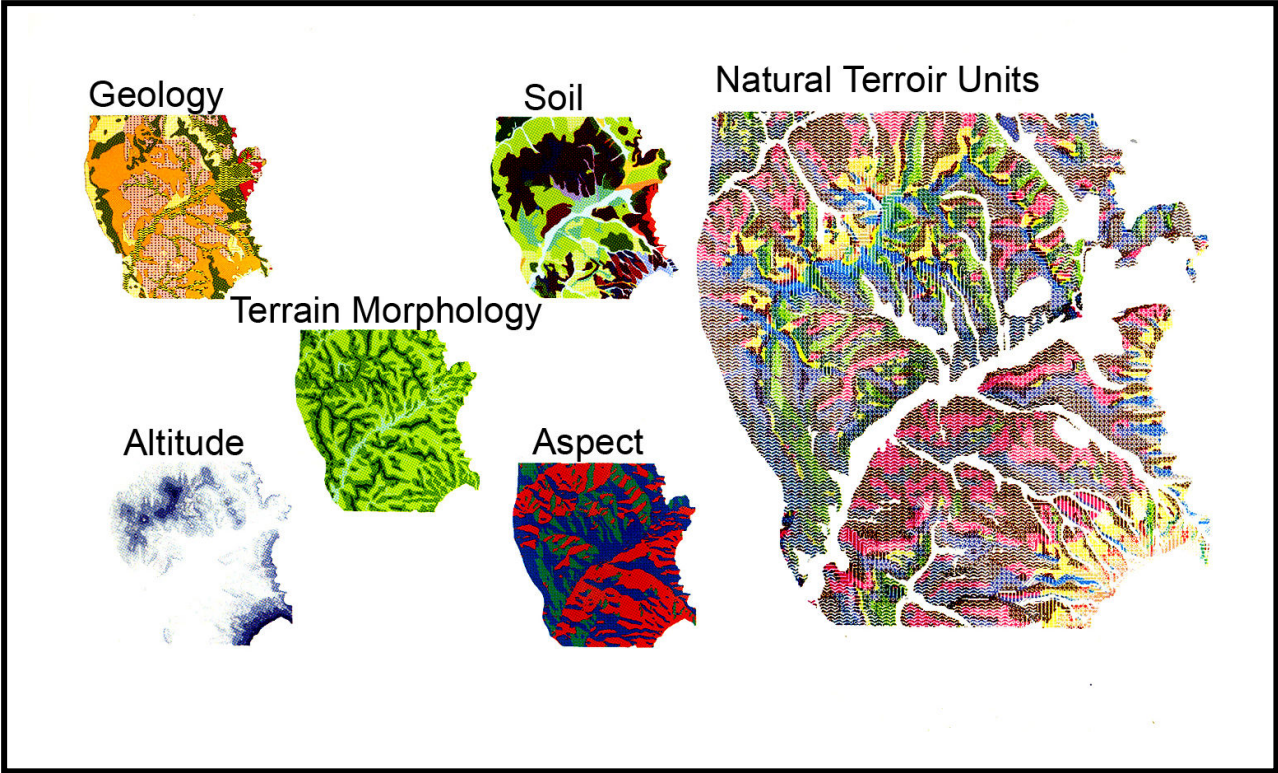 Geology
Soil
Natural Terroir Units
Terrain Morphology
Altitude
Aspect